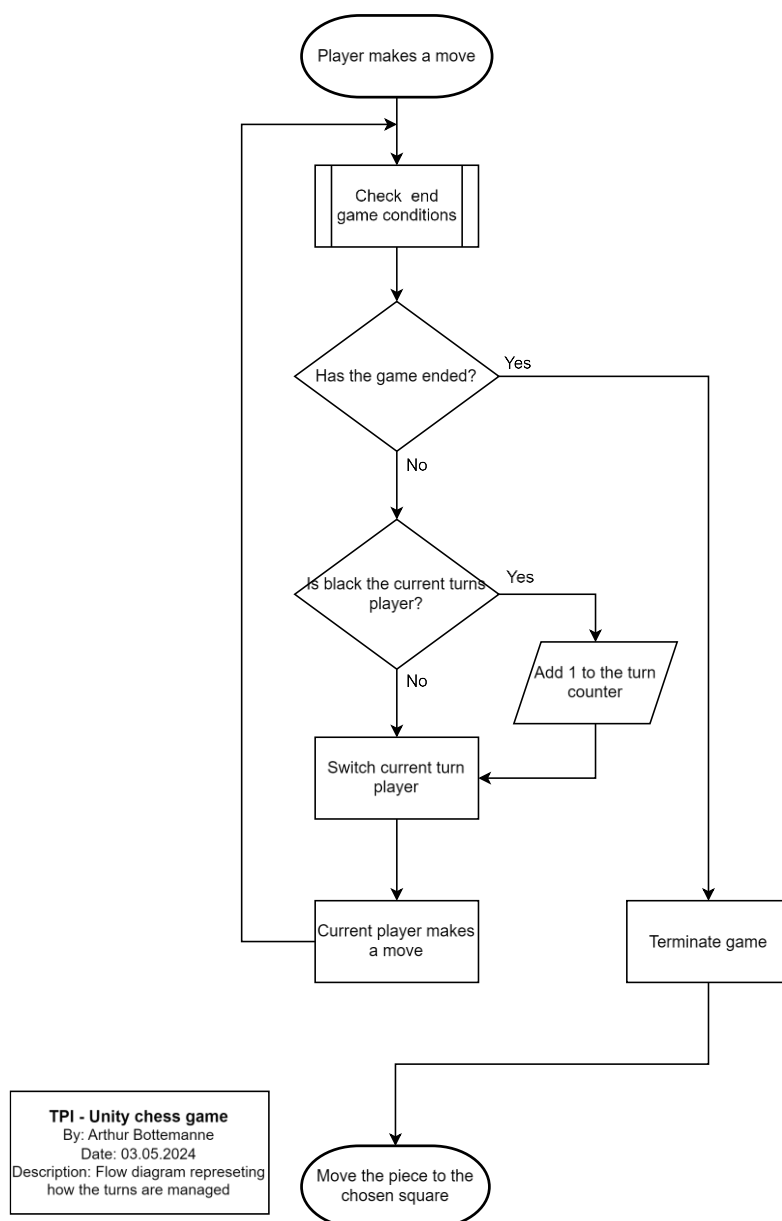 Player makes a move
Check end
game conditions
Has the game ended?
Yes
No
Is black the current turns
player?
Yes
Add 1 to the turn
counter
No
Switch current turn
player
Current player makes
a move
Terminate game
TPI - Unity chess game
By: Arthur Bottemanne
Date: 03.05.2024
Description: Flow diagram represeting
how the turns are managed
Move the piece to the
chosen square